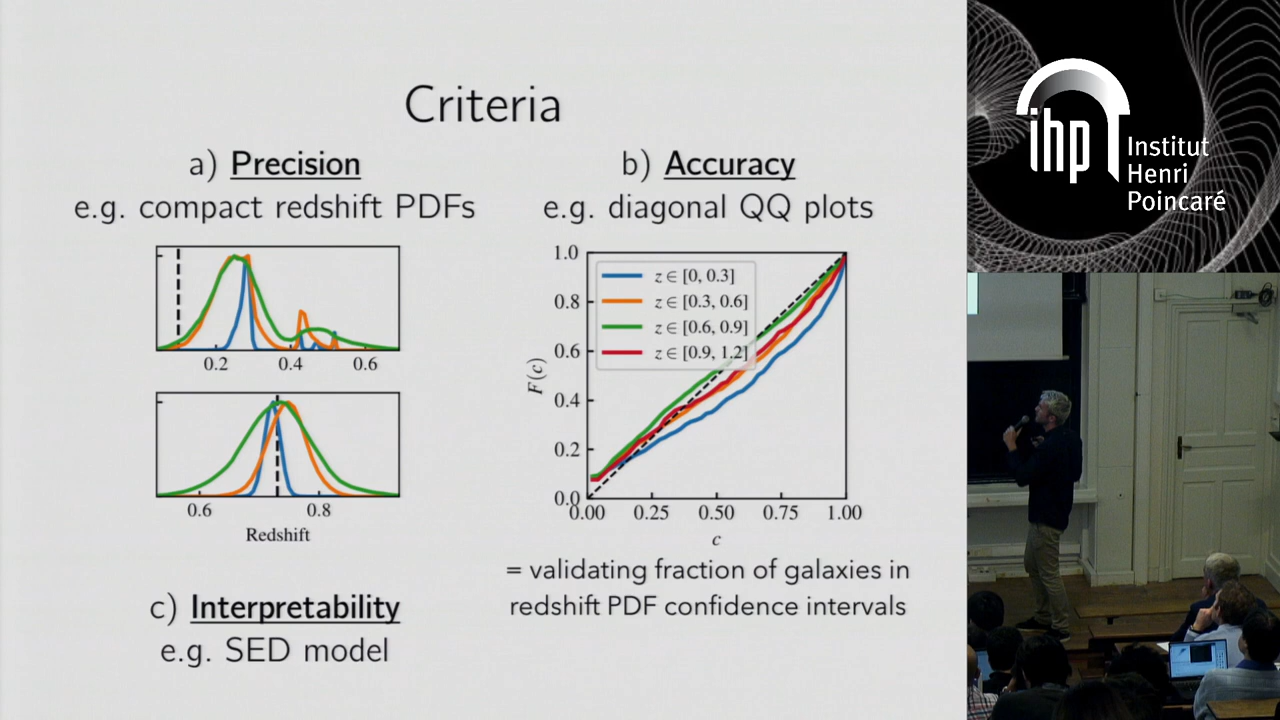 Criteria
a) Precision
e.g. compact redshift PDFs
0.2 0.4 0.6
0.6 0.8
Redshift
b) Accuracy
e.g. diagonal QQ plots
1.0
0.8
0.6
0.4
0.2
0.0
F(c)
z ∈ [0, 0.3]
z ∈ [0.3, 0.6]
z ∈ [0.6, 0.9]
z ∈ [0.9, 1.2]
0.00 0.25 0.50 0.75 1.00
c
= validating fraction of galaxies in
redshift PDF confidence intervals
c) Interpretability
e.g. SED model
ihp
Institut
Henri
Poincaré